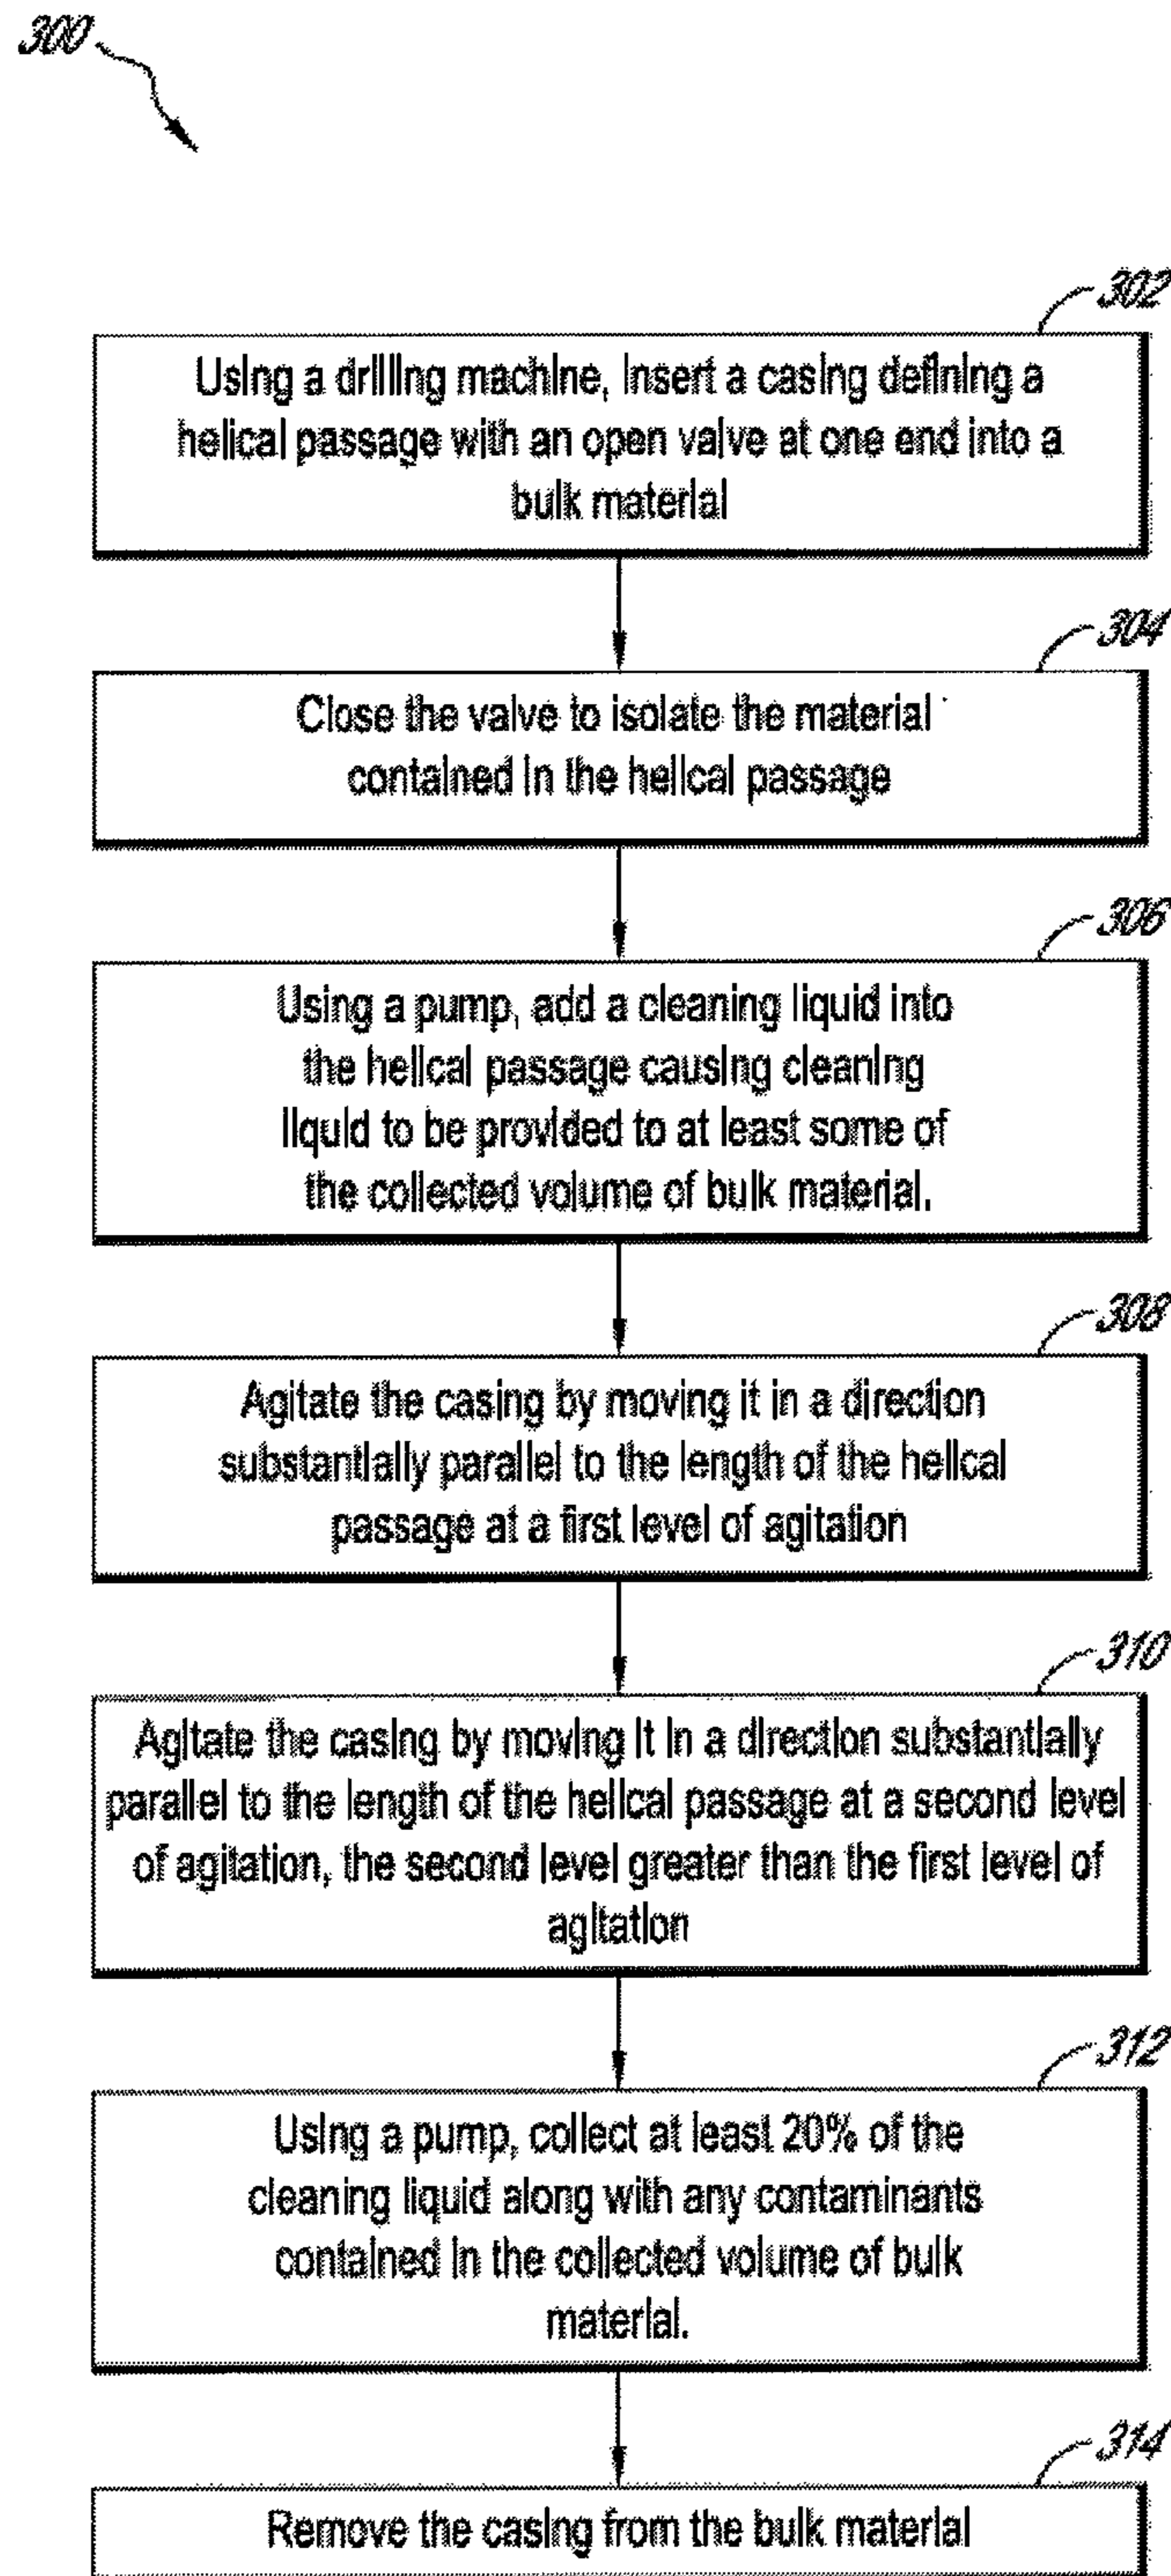 300
302
Using a drilling machine, insert a casing defining a
helical passage with an open valve at one end into a
bulk material
304
Close the valve to isolate the material
contained in the helical passage
306
Using a pump, add a cleaning liquid into
the helical passage causing cleaning
liquid to be provided to at least some of
the collected volume of bulk material.
308
Agitate the casing by moving it in a direction
substantially parallel to the length of the helical
passage at a first level of agitation
310
Agitate the casing by moving it in a direction substantially
parallel to the length of the helical passage at a second level
of agitation, the second level greater than the first level of
agitation
312
Using a pump, collect at least 20% of the
cleaning liquid along with any contaminants
contained in the collected volume of bulk
material.
314
Remove the casing from the bulk material